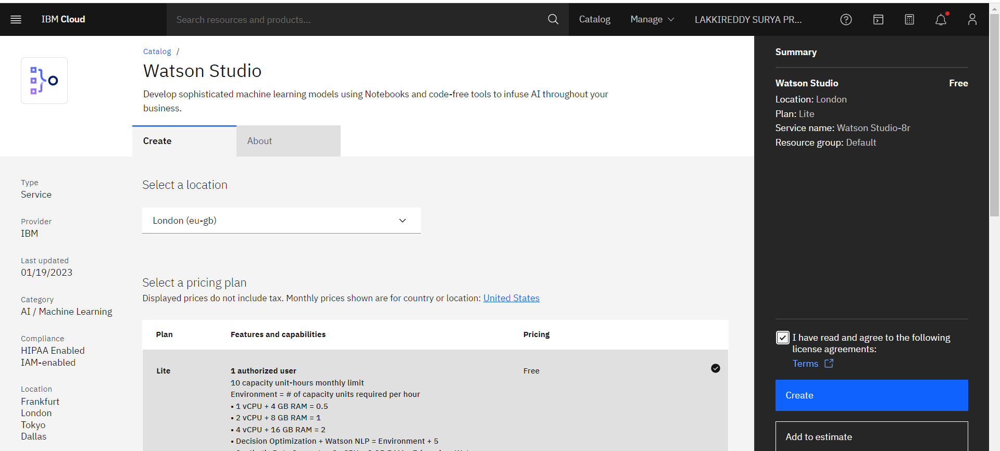 IBM Cloud
Search resources and products...
Catalog
Manage
LAKKIREDDY SURYA PR...
Catalog /
Watson Studio
Develop sophisticated machine learning models using Notebooks and code-free tools to infuse AI throughout your
business.
Create
About
Type
Service
Provider
IBM
Last updated
01/19/2023
Category
AI / Machine Learning
Compliance
HIPAA Enabled
IAM-enabled
Location
Frankfurt
London
Tokyo
Dallas
Select a location
London (eu-gb)
Select a pricing plan
Displayed prices do not include tax. Monthly prices shown are for country or location: United States
Plan Features and capabilities Pricing
Lite 1 authorized user Free
10 capacity unit-hours monthly limit
Environment = # of capacity units required per hour
• 1 vCPU + 4 GB RAM = 0.5
• 2 vCPU + 8 GB RAM = 1
• 4 vCPU + 16 GB RAM = 2
• Decision Optimization + Watson NLP = Environment + 5
Summary
Watson Studio Free
Location: London
Plan: Lite
Service name: Watson Studio-8r
Resource group: Default
I have read and agree to the following
license agreements:
Terms
Create
Add to estimate